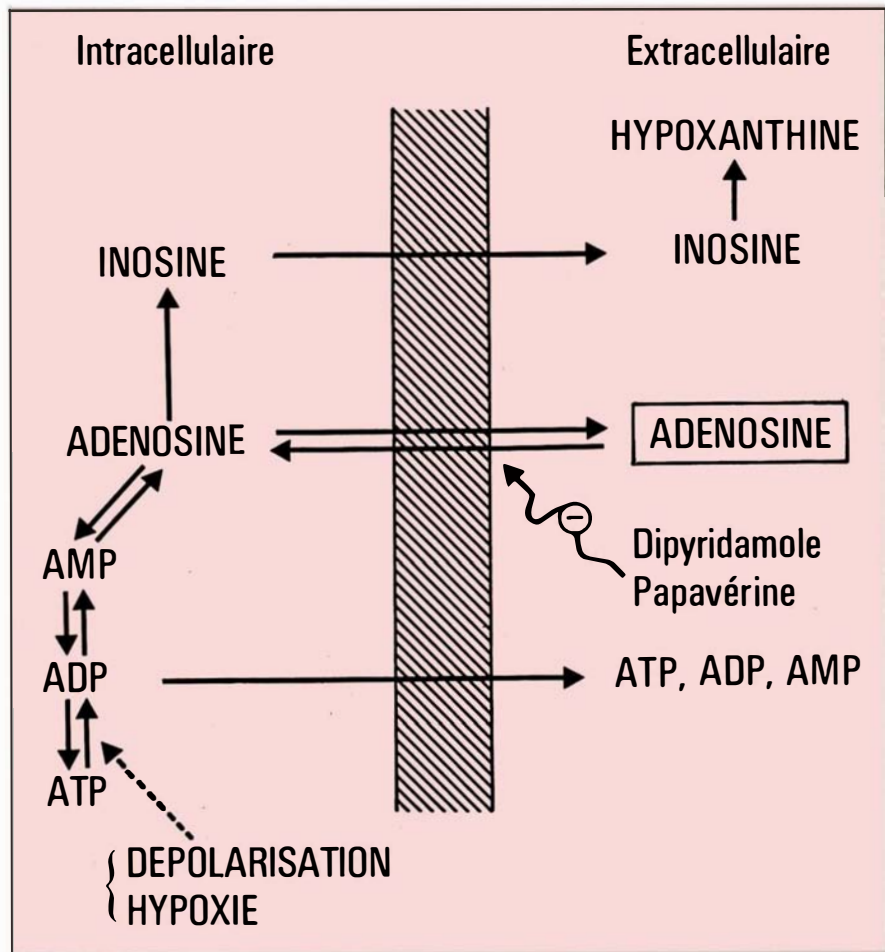 Intracellulaire
Extracellulaire
HYPOXANTHINE
INOSINE
INOSINE
ADENOSINE
ADENOSINE
Dipyridamole
Papavérine
AMP
ADP
ATP, ADP, AMP
ATP
DEPOLARISATION
HYPOXIE